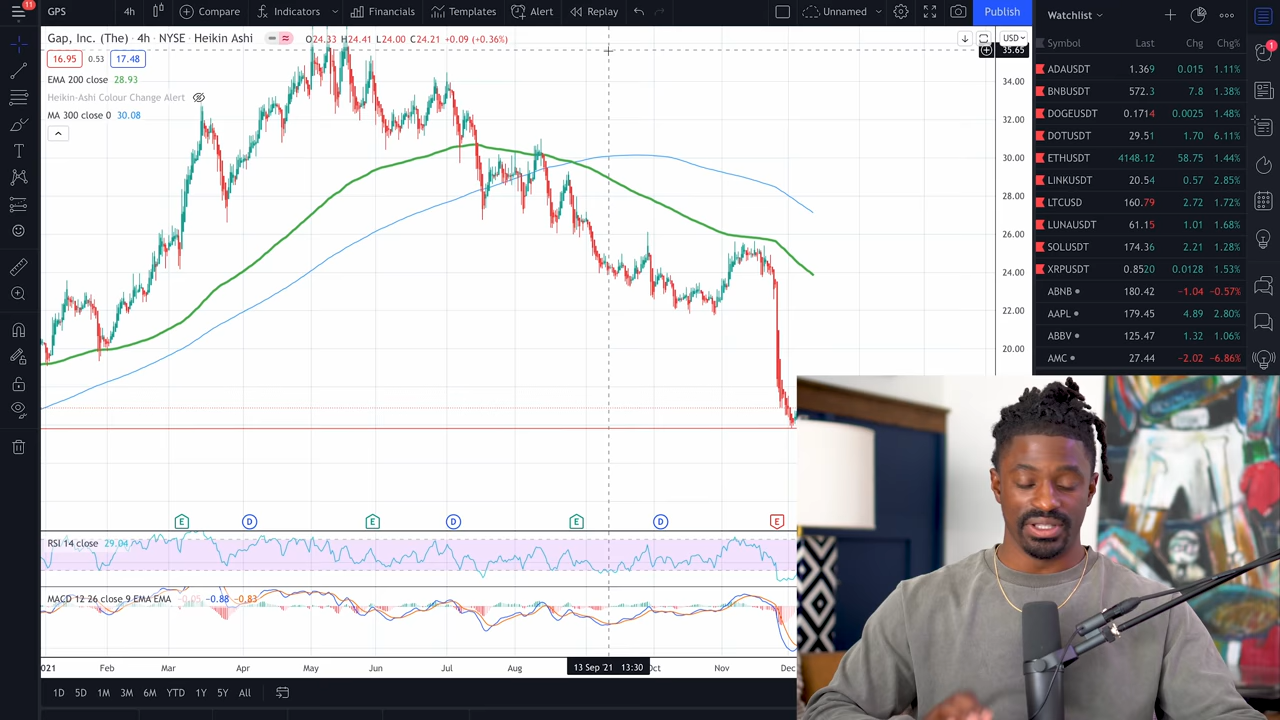 11
GPS
4h
Compare
Indicators
Financials
Templates
Alert
Replay
Unnamed
Publish
Gap, Inc. (The) · 4h · NYSE · Heikin Ashi
O24.33 H24.41 L24.00 C24.21 +0.09 (+0.36%)
16.95 0.53 17.48
EMA 200 close 28.93
Heikin-Ashi Colour Change Alert
MA 300 close 0 30.08
USD
35.65
34.00
32.00
30.00
28.00
26.00
24.00
22.00
20.00
E D E D E D E
RSI 14 close 29.04
MACD 12 26 close 9 EMA EMA -0.05 -0.88 -0.83
2021 Feb Mar Apr May Jun Jul Aug 13 Sep '21 13:30 Oct Nov Dec
1D 5D 1M 3M 6M YTD 1Y 5Y All
Watchlist
Symbol Last Chg Chg%
ADAUSDT 1.369 0.015 1.11%
BNBUSDT 572.3 7.8 1.38%
DOGEUSDT 0.1714 0.0025 1.48%
DOTUSDT 29.51 1.70 6.11%
ETHUSDT 4148.12 58.75 1.44%
LINKUSDT 20.54 0.57 2.85%
LTCUSD 160.79 2.72 1.72%
LUNAUSDT 61.15 1.01 1.68%
SOLUSDT 174.36 2.21 1.28%
XRPUSDT 0.8520 0.0128 1.53%
ABNB 180.42 -1.04 -0.57%
AAPL 179.45 4.89 2.80%
ABBV 125.47 1.32 1.06%
AMC 27.44 -2.02 -6.86%
1